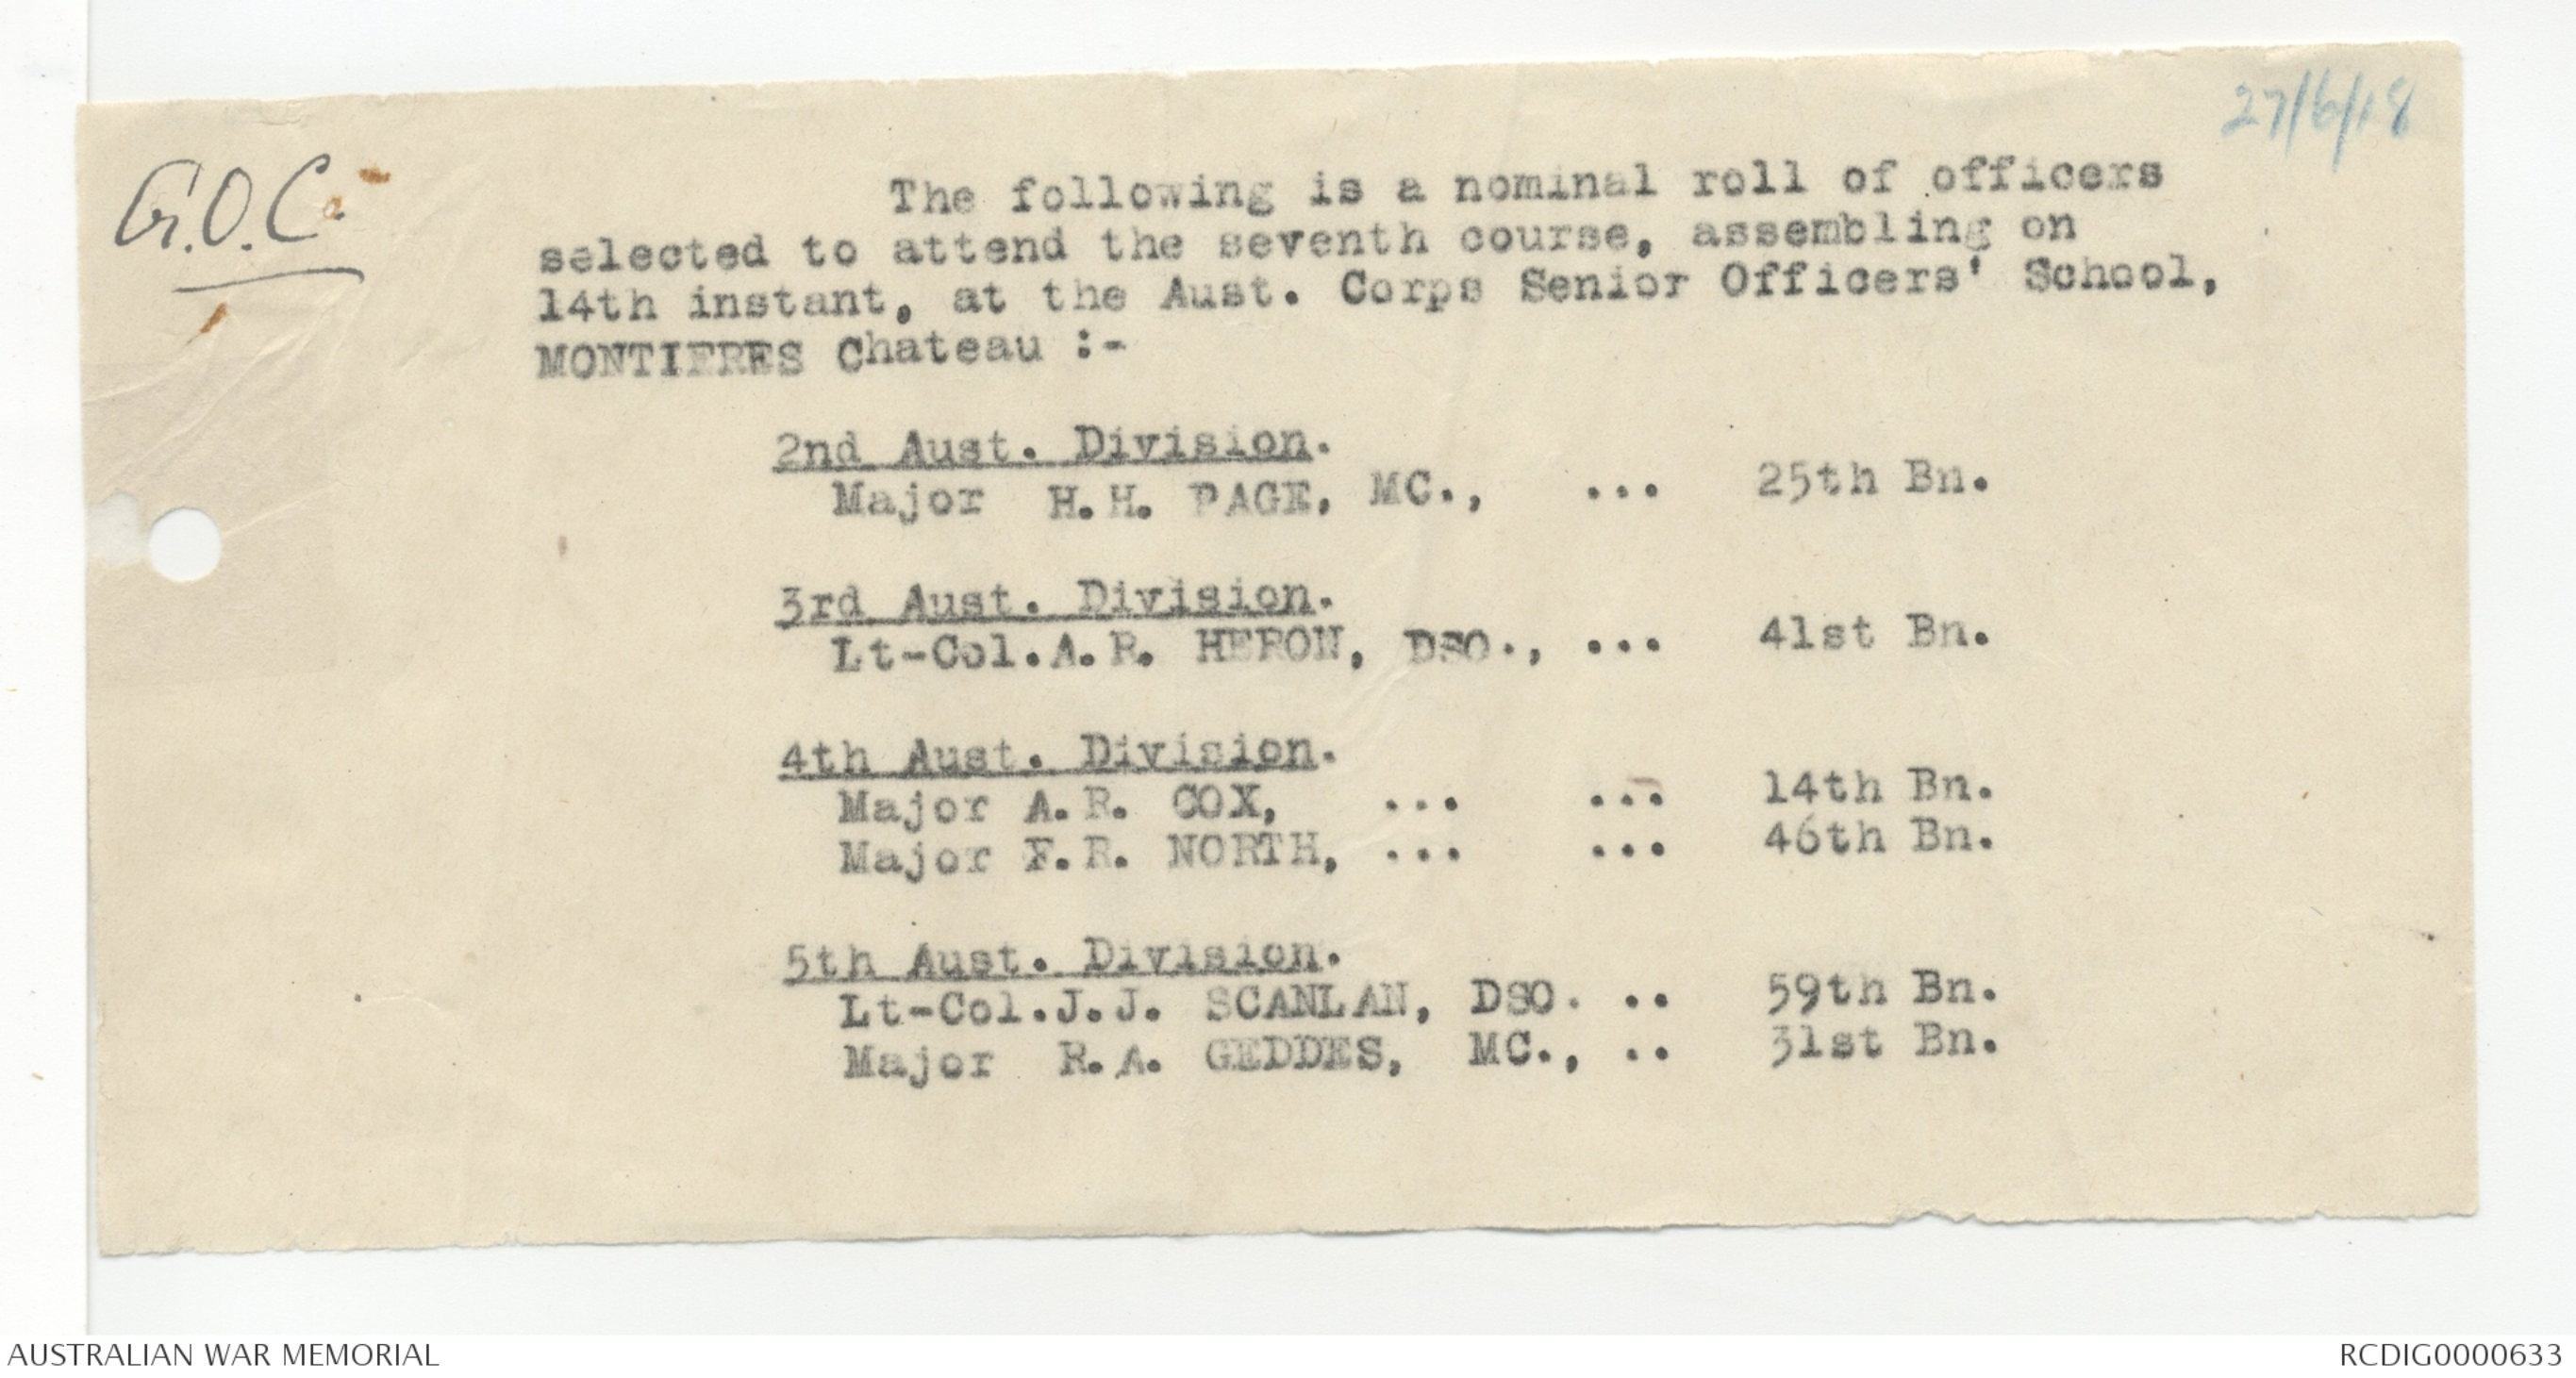 27/6/18
G.O.C.
The following is a nominal roll of officers
selected to attend the seventh course, assembling on
14th instant, at the Aust. Corps Senior Officers' School,
MONTIERES Chateau :-
2nd Aust. Division.
Major H.H. PAGE, MC., ... 25th Bn.
3rd Aust. Division.
Lt-Col.A.R. HERON, DSO., ... 41st Bn.
4th Aust. Division.
Major A.R. COX, ... ... 14th Bn.
Major F.R. NORTH, ... ... 46th Bn.
5th Aust. Division.
Lt-Col.J.J. SCANLAN, DSO. .. 59th Bn.
Major R.A. GEDDES, MC., .. 31st Bn.
AUSTRALIAN WAR MEMORIAL
RCDIG0000633